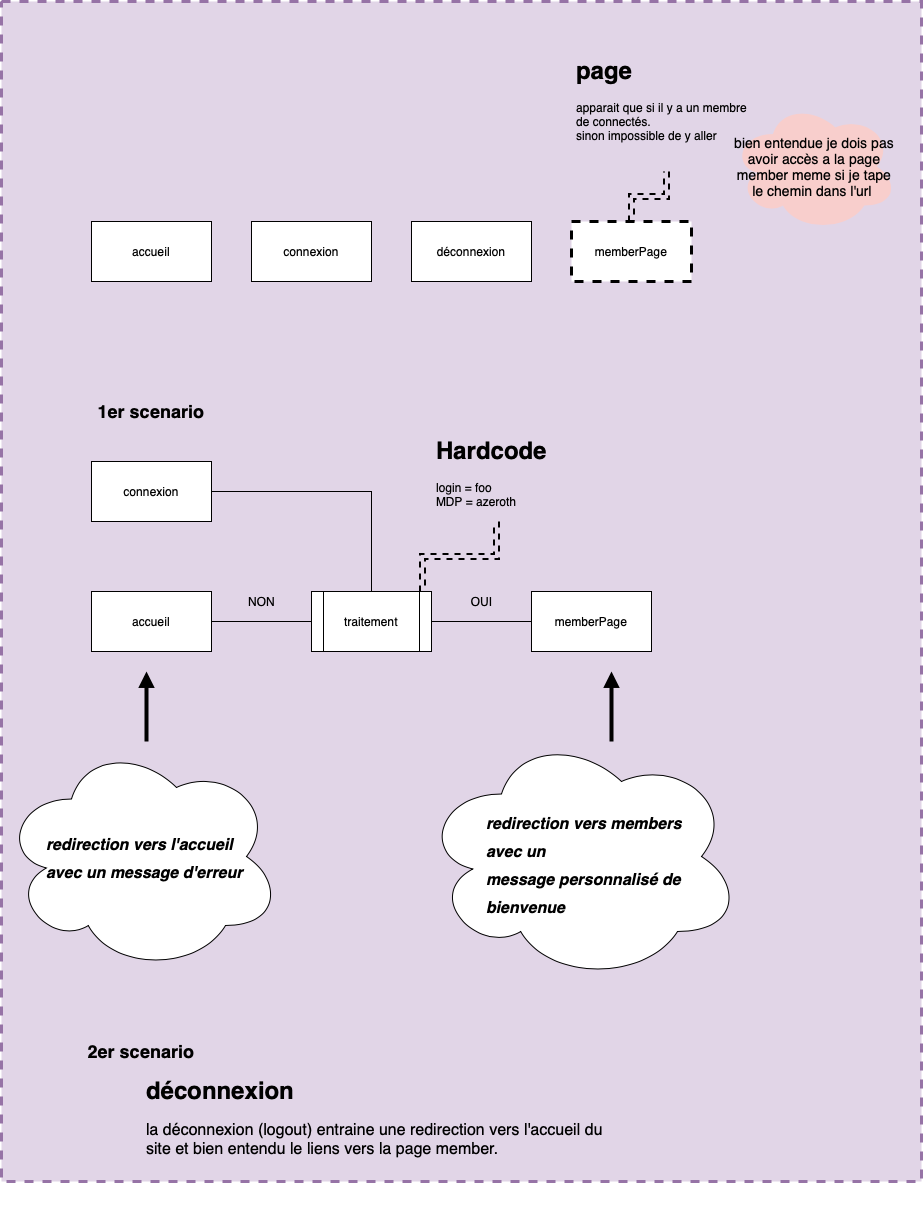 page
apparait que si il y a un membre
de connectés.
sinon impossible de y aller
bien entendue je dois pas
avoir accès a la page
member meme si je tape
le chemin dans l'url
accueil
connexion
déconnexion
memberPage
1er scenario
Hardcode
login = foo
MDP = azeroth
connexion
accueil
NON
traitement
OUI
memberPage
redirection vers l'accueil
avec un message d'erreur
redirection vers members
avec un
message personnalisé de
bienvenue
2er scenario
déconnexion
la déconnexion (logout) entraine une redirection vers l'accueil du
site et bien entendu le liens vers la page member.